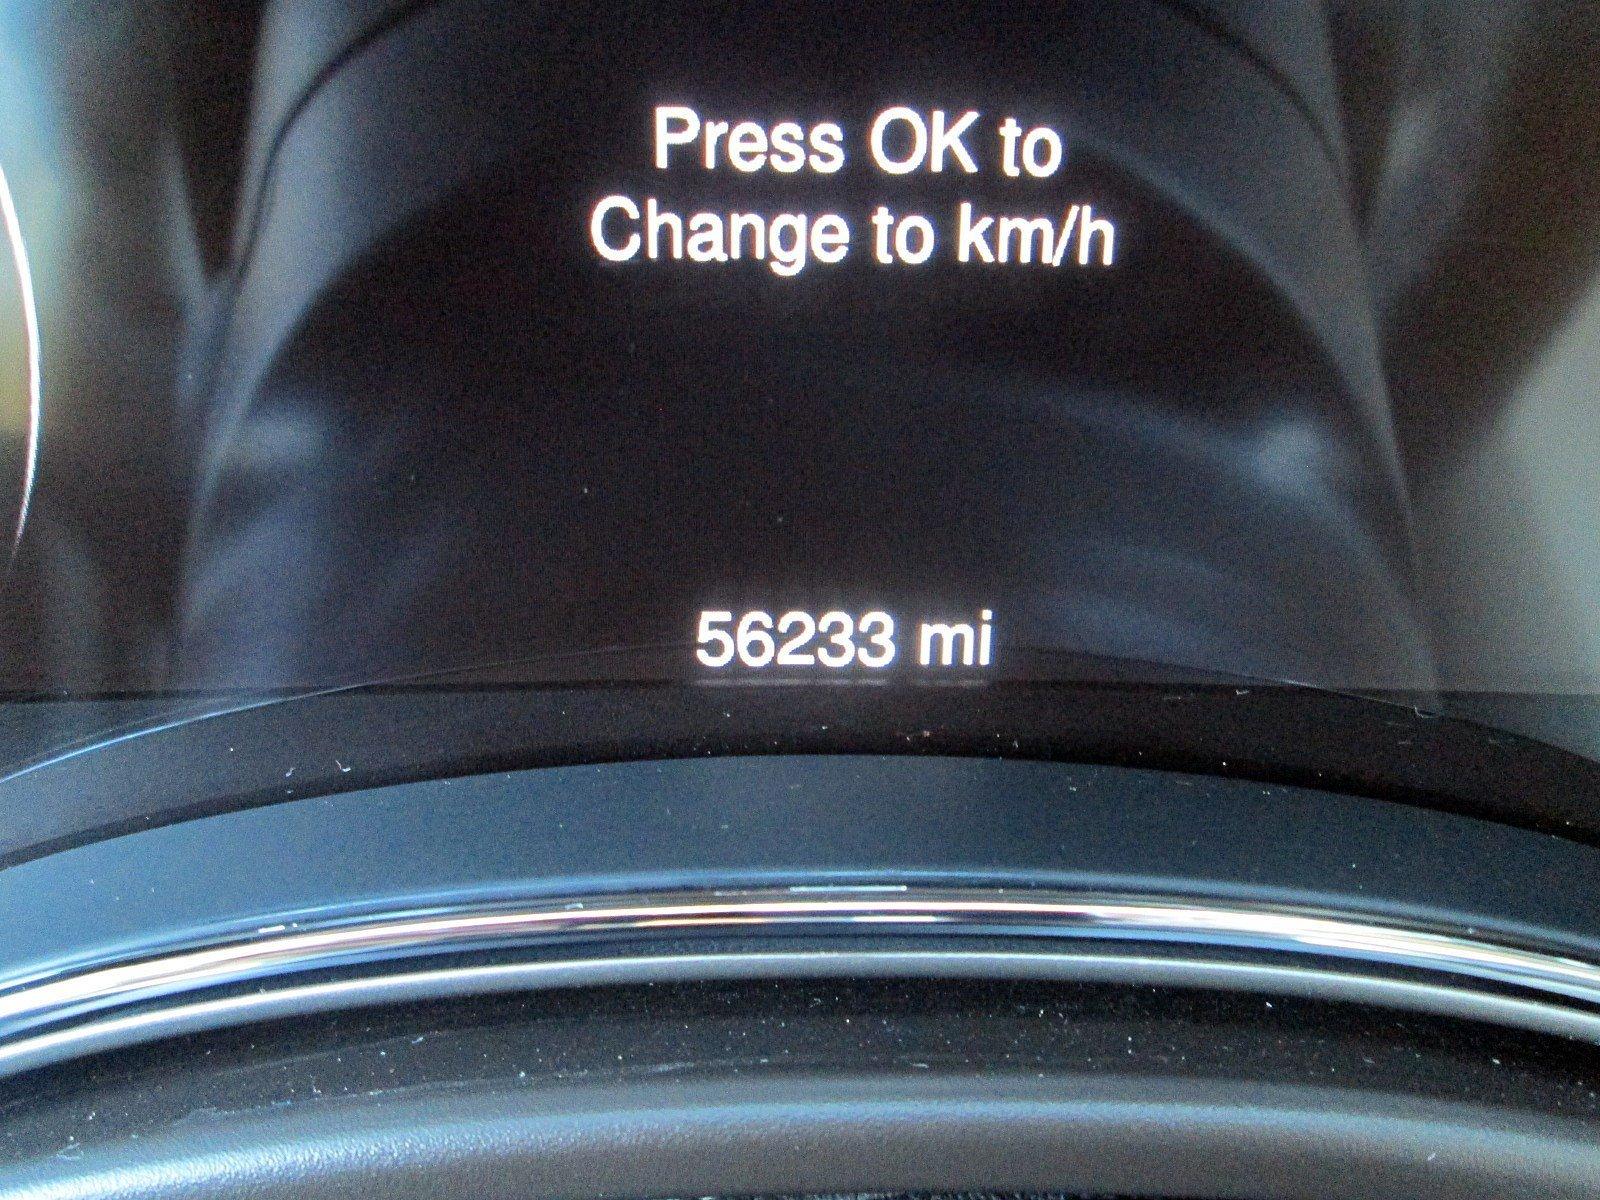 Press OK to
Change to km/h
56233 mi